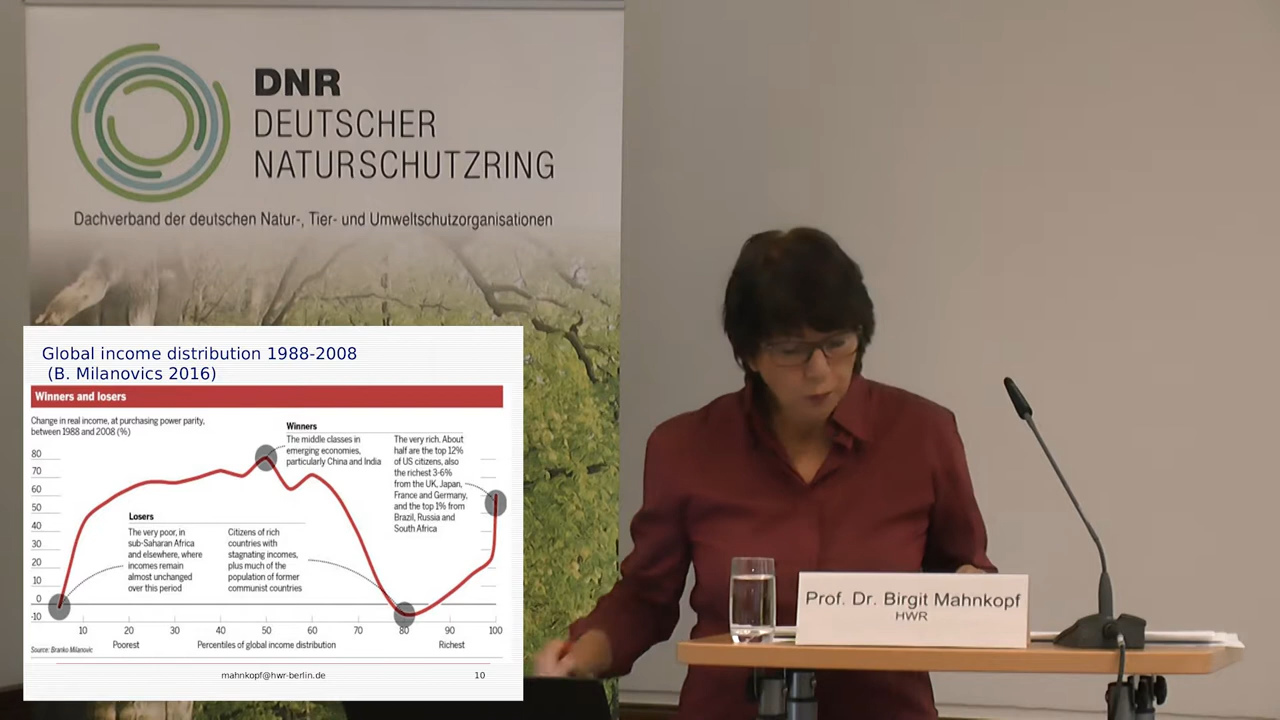 DNR
DEUTSCHER
NATURSCHUTZRING
Dachverband der deutschen Natur-, Tier- und Umweltschutzorganisationen
Global income distribution 1988-2008
(B. Milanovics 2016)
Winners and losers
Change in real income, at purchasing power parity,
between 1988 and 2008 (%)
Winners
The middle classes in
emerging economies,
particularly China and India
The very rich. About
half are the top 12%
of US citizens, also
the richest 3-6%
from the UK, Japan,
France and Germany,
and the top 1% from
Brazil, Russia and
South Africa
Losers
The very poor, in
sub-Saharan Africa
and elsewhere, where
incomes remain
almost unchanged
over this period
Citizens of rich
countries with
stagnating incomes,
plus much of the
population of former
communist countries
80
70
60
50
40
30
20
10
0
-10
10 20 30 40 50 60 70 80 90 100
Poorest Percentiles of global income distribution Richest
Source: Branko Milanovic
mahnkopf@hwr-berlin.de 10
Prof. Dr. Birgit Mahnkopf
HWR